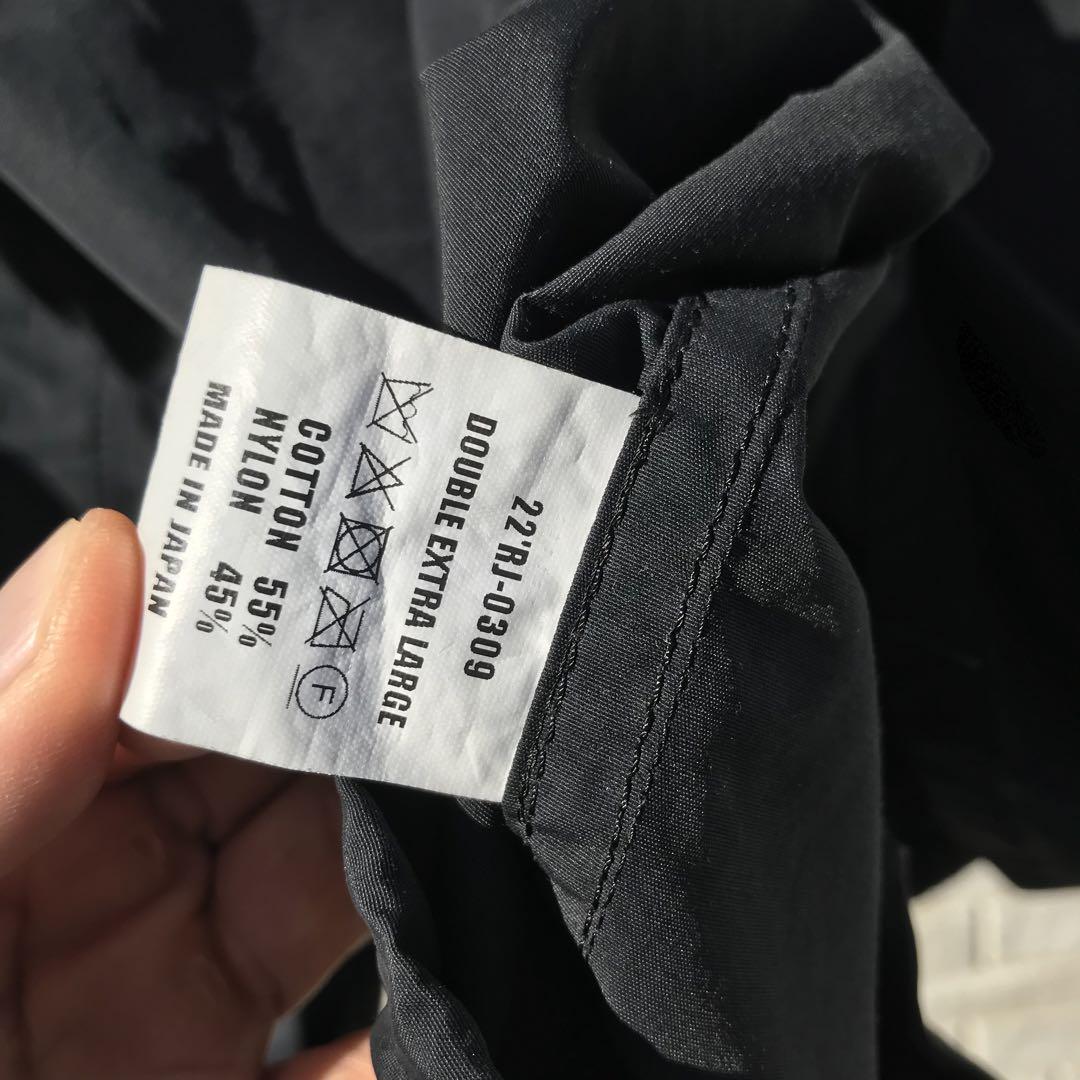 22'RJ-0309
DOUBLE EXTRA LARGE
F
COTTON 55%
NYLON 45%
MADE IN JAPAN